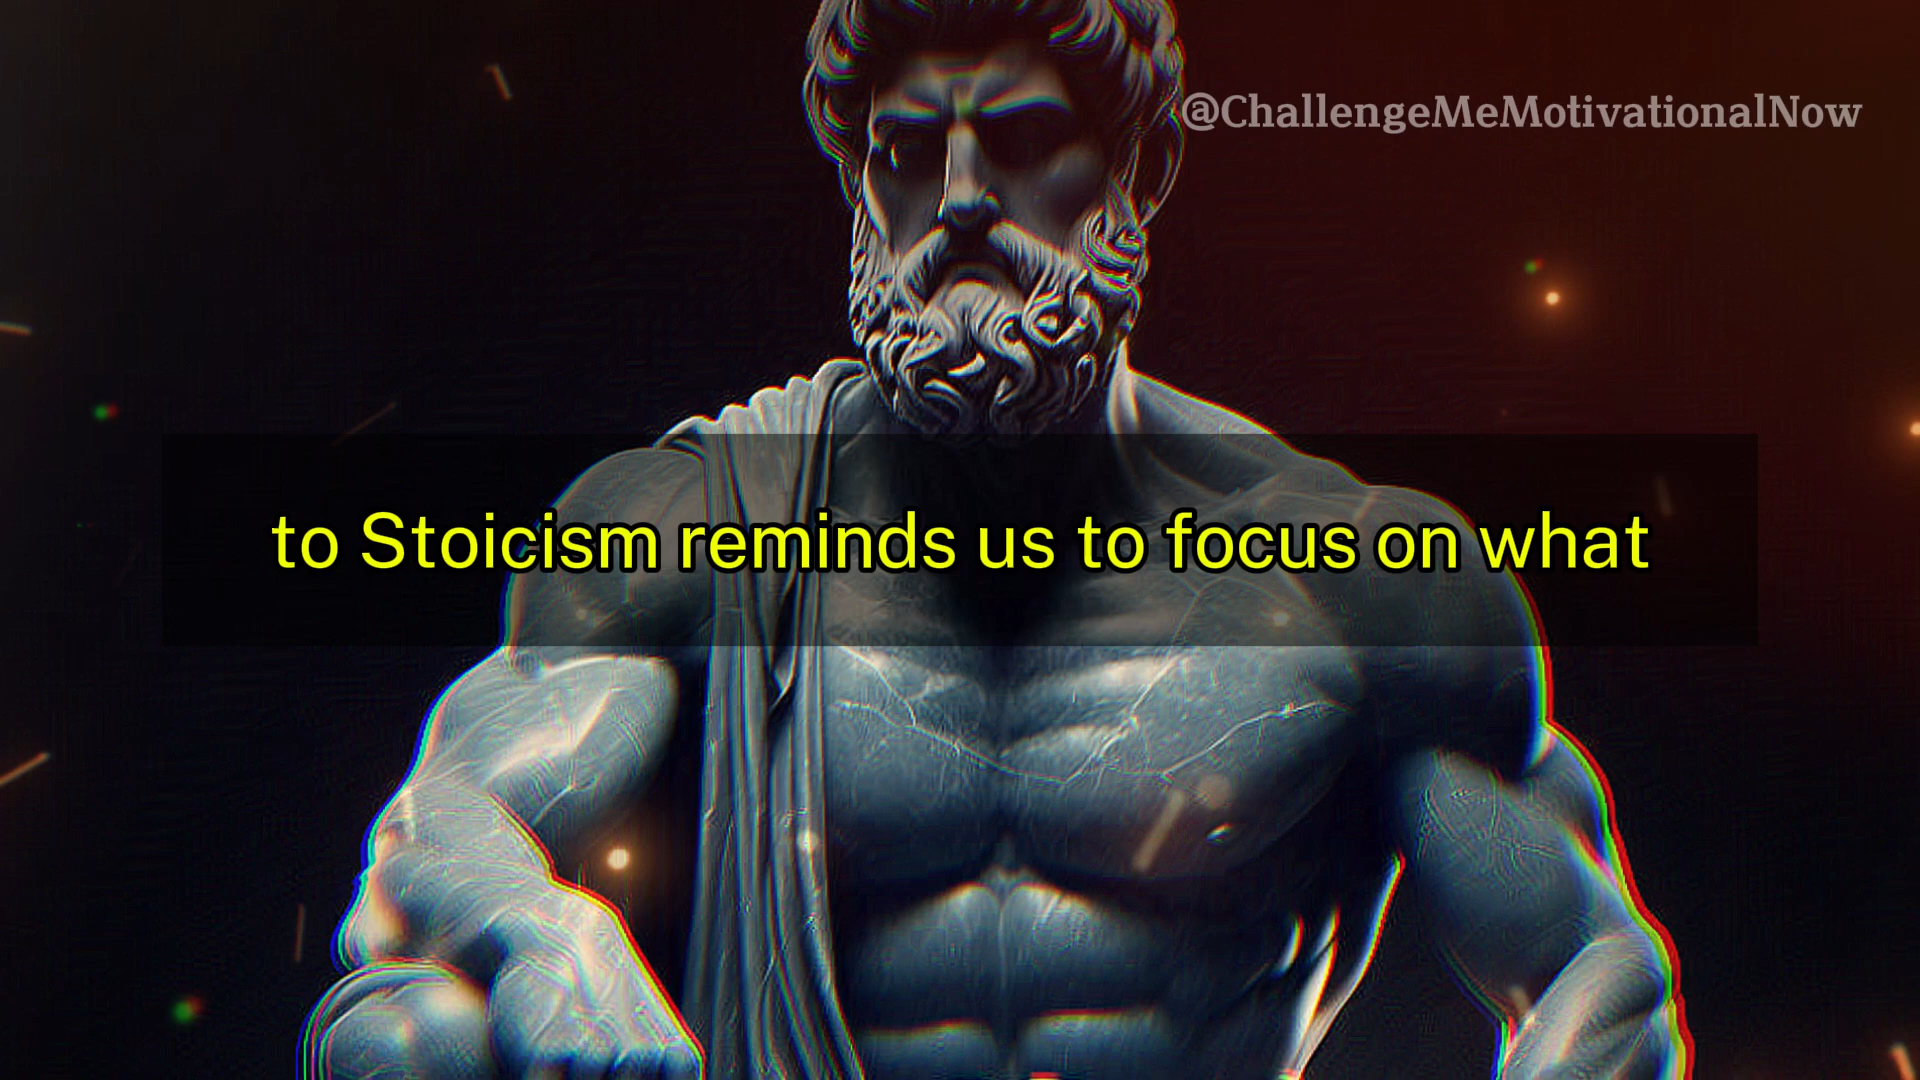 @ChallengeMeMotivationalNow
to Stoicism reminds us to focus on what